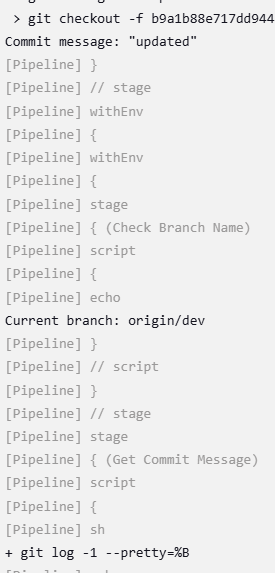 > git checkout -f b9a1b88e717dd944
Commit message: "updated"
[Pipeline] }
[Pipeline] // stage
[Pipeline] withEnv
[Pipeline] {
[Pipeline] withEnv
[Pipeline] {
[Pipeline] stage
[Pipeline] { (Check Branch Name)
[Pipeline] script
[Pipeline] {
[Pipeline] echo
Current branch: origin/dev
[Pipeline] }
[Pipeline] // script
[Pipeline] }
[Pipeline] // stage
[Pipeline] stage
[Pipeline] { (Get Commit Message)
[Pipeline] script
[Pipeline] {
[Pipeline] sh
+ git log -1 --pretty=%B